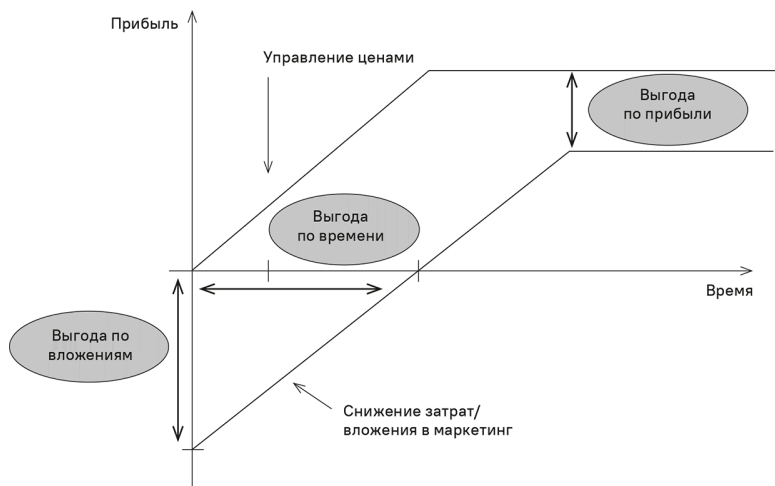 Прибыль
Управление ценами
Выгода
по прибыли
Выгода
по времени
Время
Выгода по
вложениям
Снижение затрат/
вложения в маркетинг